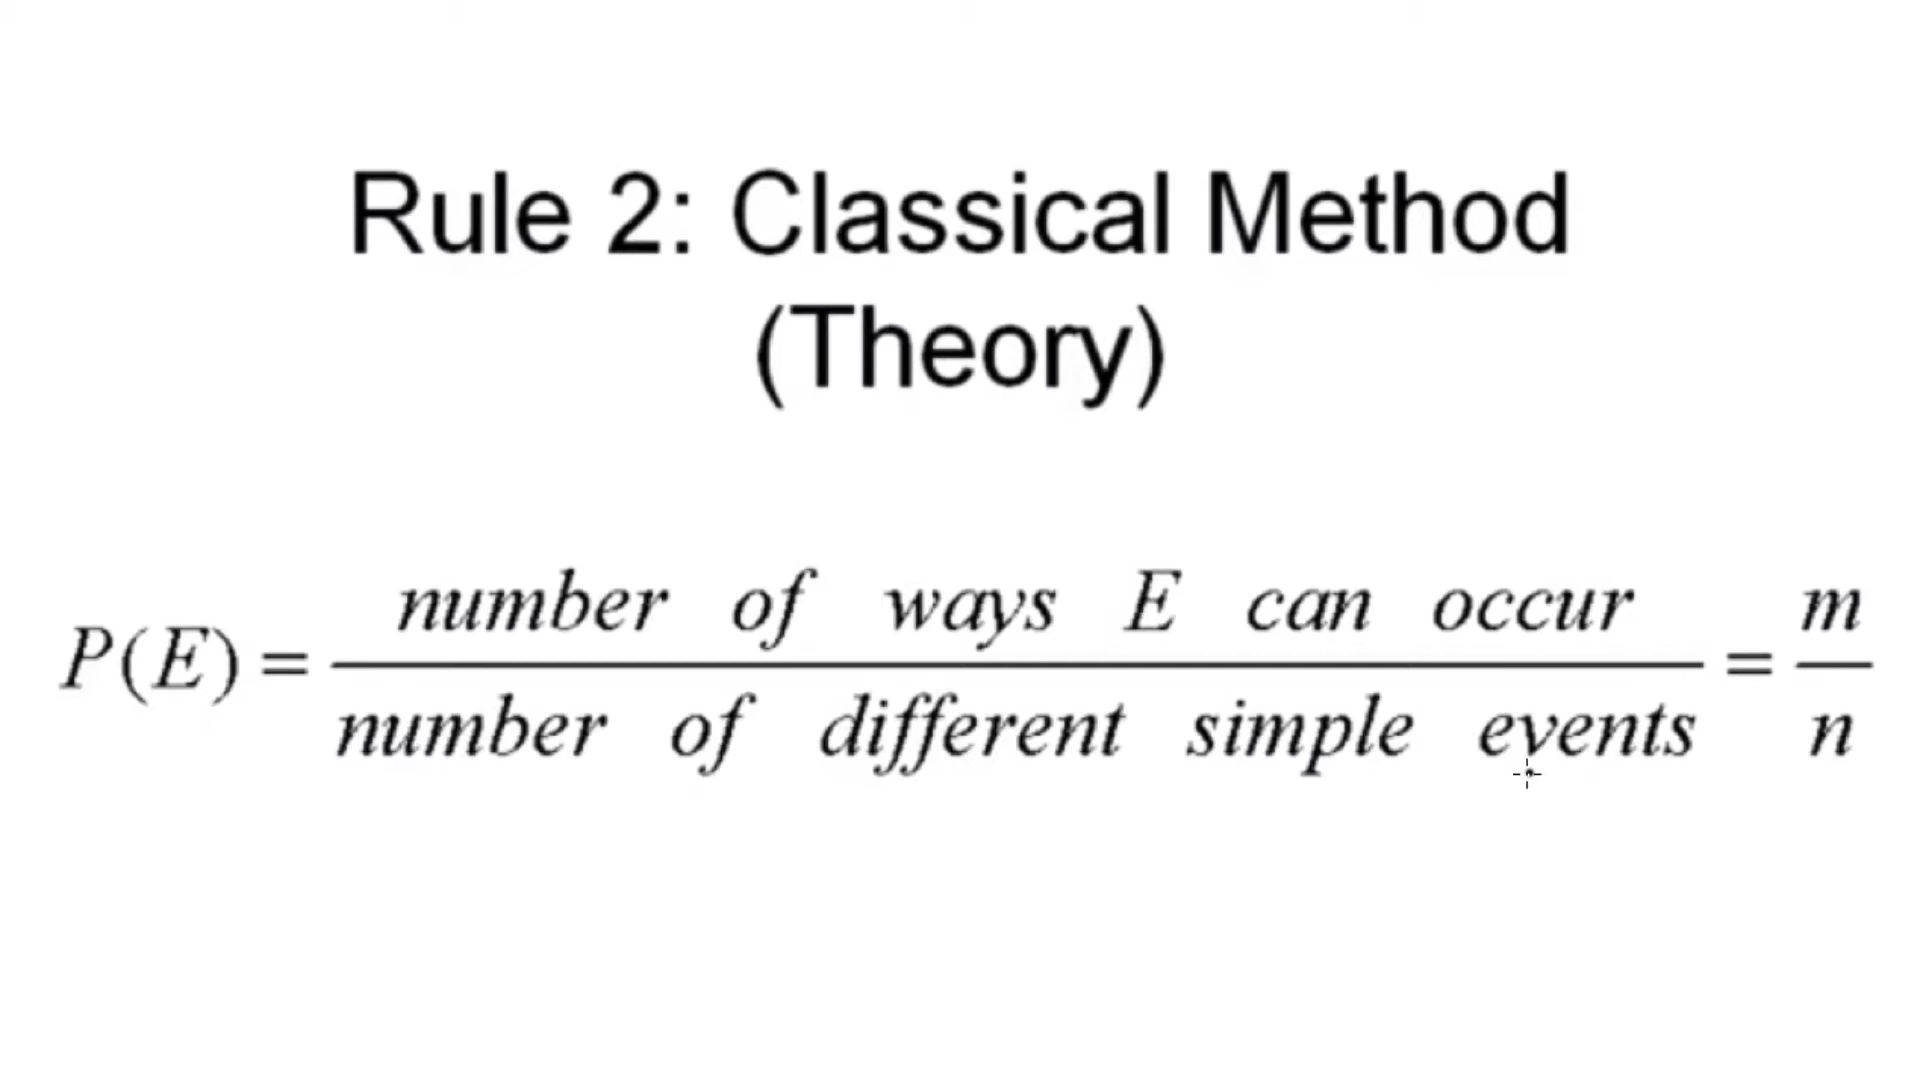 Rule 2: Classical Method
(Theory)
P(E) = number of ways E can occur / number of different simple events = m / n